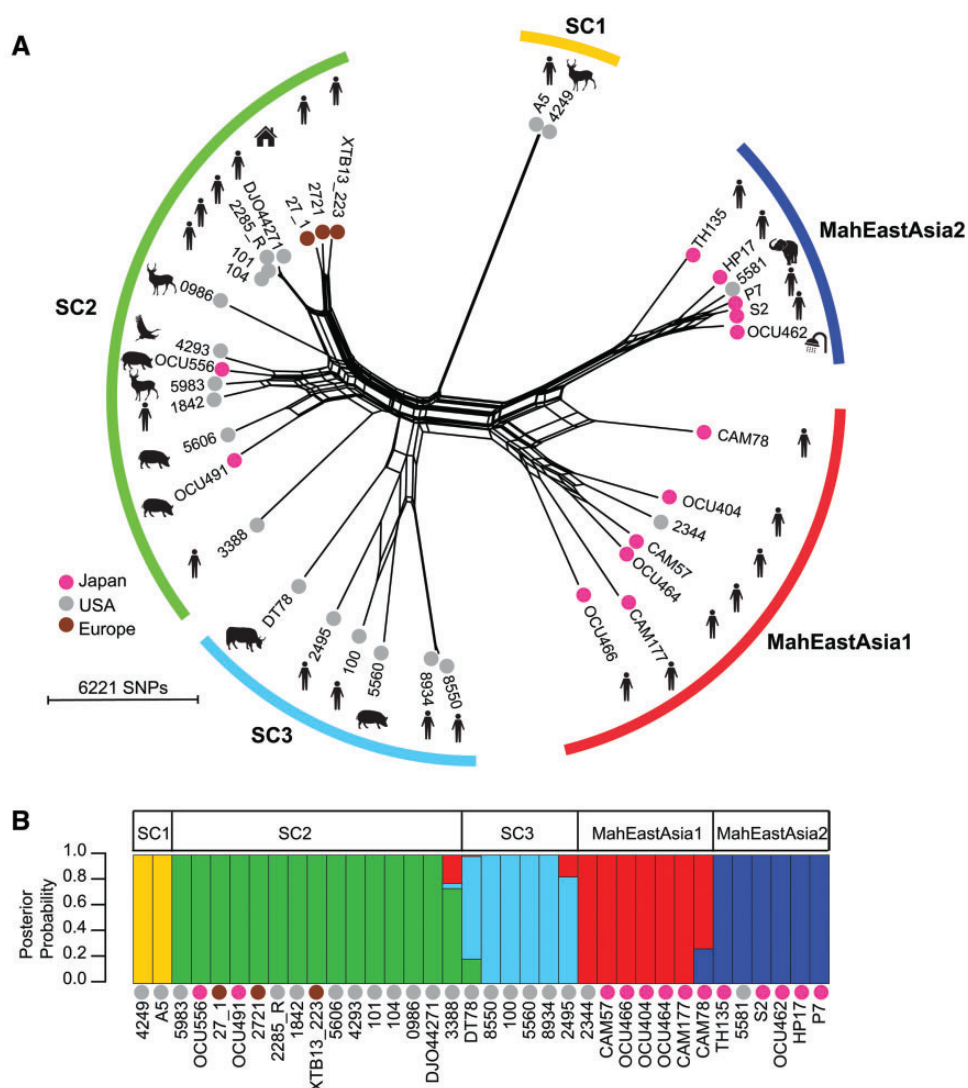 A
SC1
A5
4249
MahEastAsia2
TH135
HP17
5581
P7
S2
OCU462
SC2
XTB13_223
2721
27_1
DJO44271
2285_R
101
104
0986
4293
OCU556
5983
1842
5606
OCU491
3388
CAM78
OCU404
2344
CAM57
OCU464
CAM177
OCU466
MahEastAsia1
Japan
USA
Europe
DT78
2495
100
5560
8934
8550
SC3
6221 SNPs
B
SC1 SC2 SC3 MahEastAsia1 MahEastAsia2
Posterior
Probability
1.0
0.8
0.6
0.4
0.2
0.0
4249 A5 5983 OCU556 27_1 OCU491 2721 2285_R 1842 XTB13_223 5606 4293 101 104 0986 DJO44271 3388 DT78 8550 100 5560 8934 2495 2344 CAM57 OCU466 OCU404 OCU464 CAM177 CAM78 TH135 5581 S2 OCU462 HP17 P7